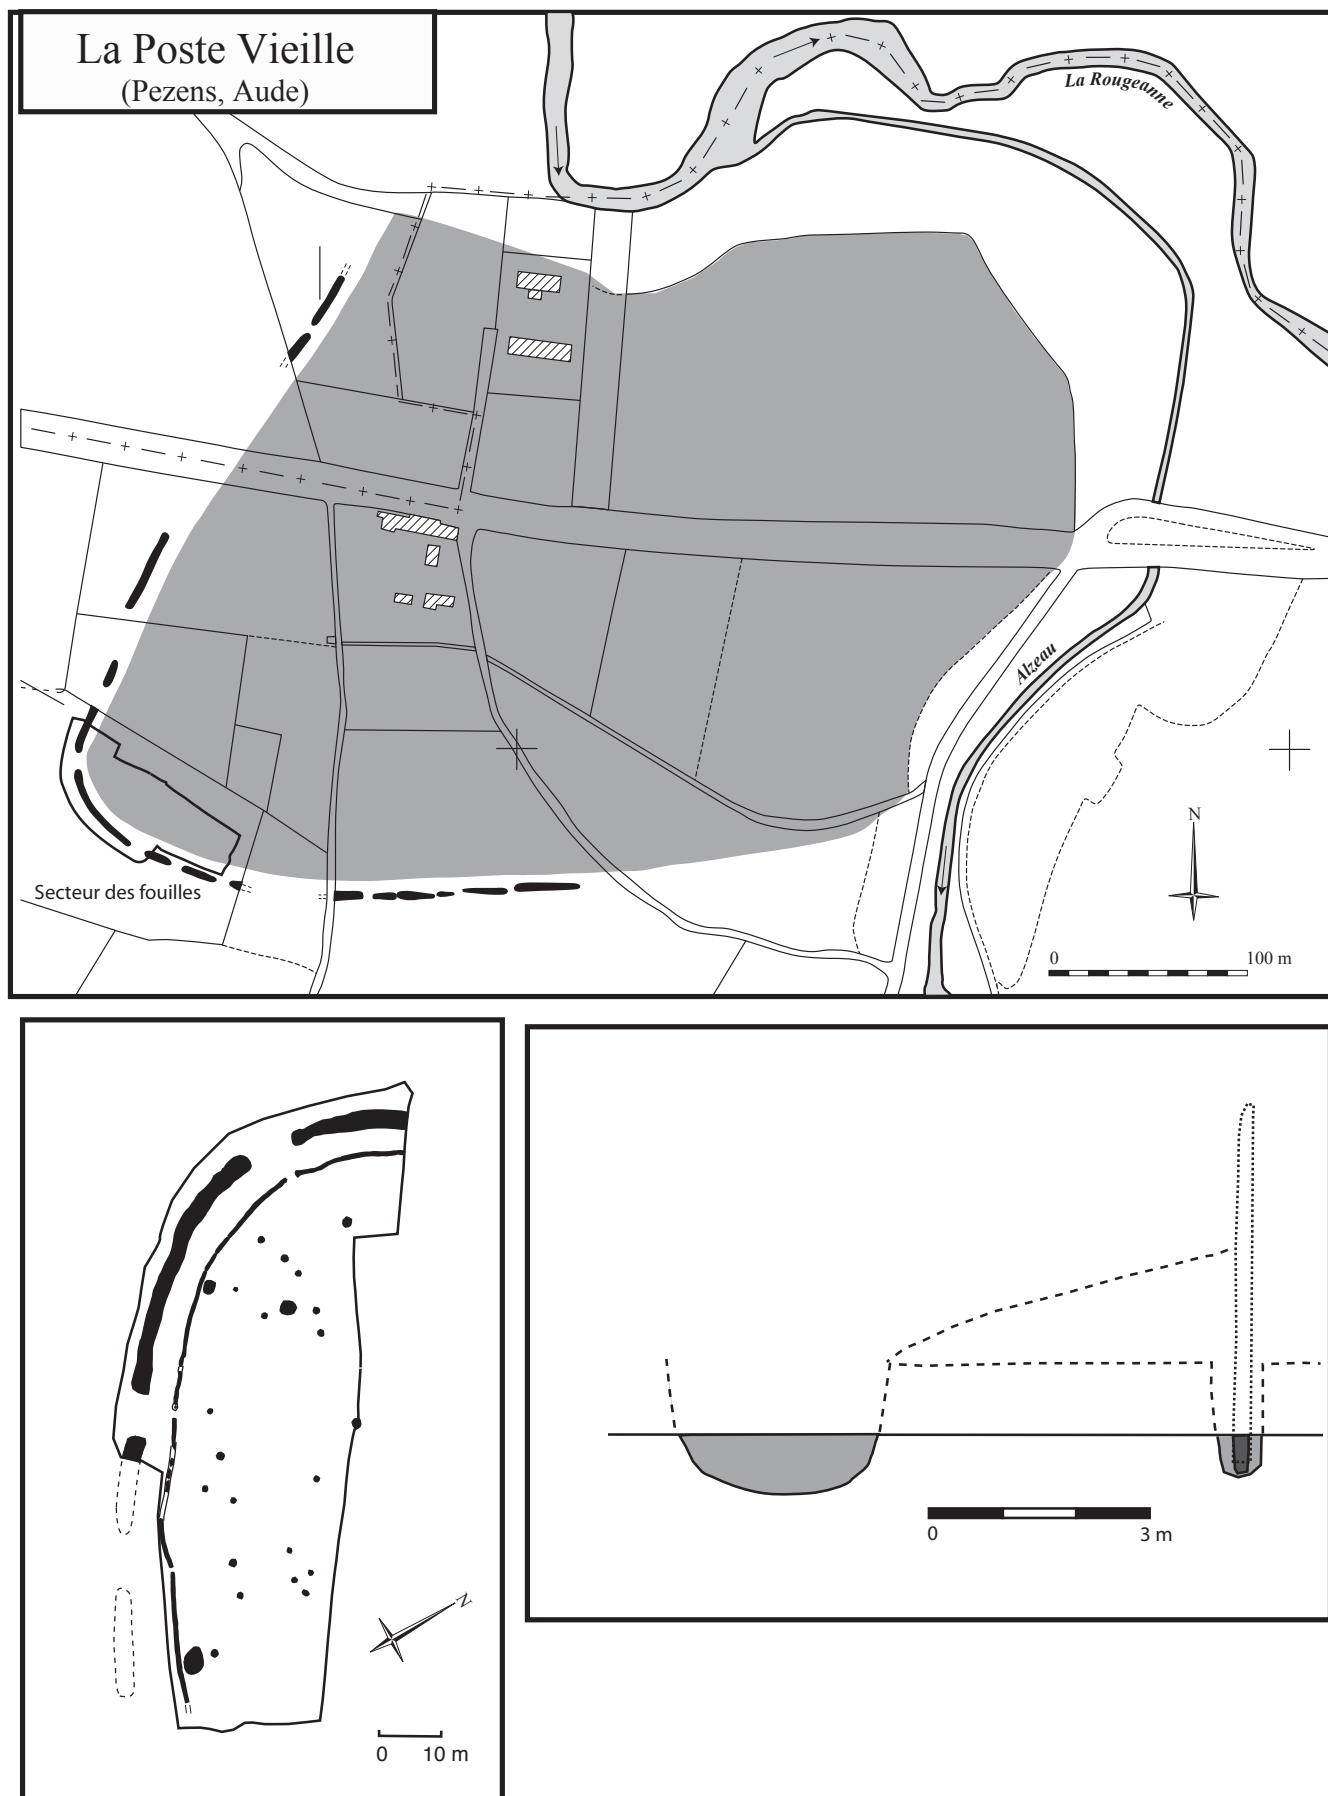 La Poste Vieille
(Pezens, Aude)
La Rougeanne
Alzeau
N
Secteur des fouilles
0 100 m
N
0 10 m
0 3 m